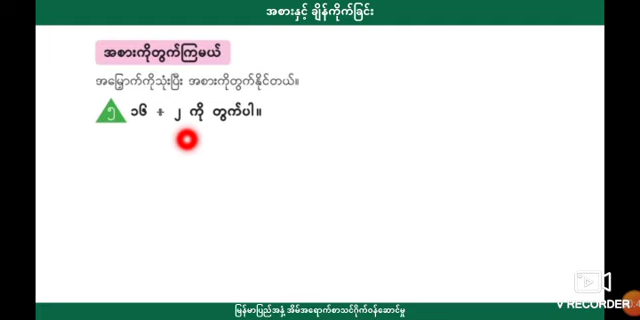 အစားနှင့် ချိန်ကိုက်ခြင်း
အစားကိုတွက်ကြမယ်
အမြှောက်ကိုသုံးပြီး အစားကိုတွက်နိုင်တယ်။
၅ ၁၆ ÷ ၂ ကို တွက်ပါ။
V RECORDER
မြန်မာပြည်အနှံ့ အိမ်အရောက်စာသင်ဝိုက်ဝန်ဆောင်မှု